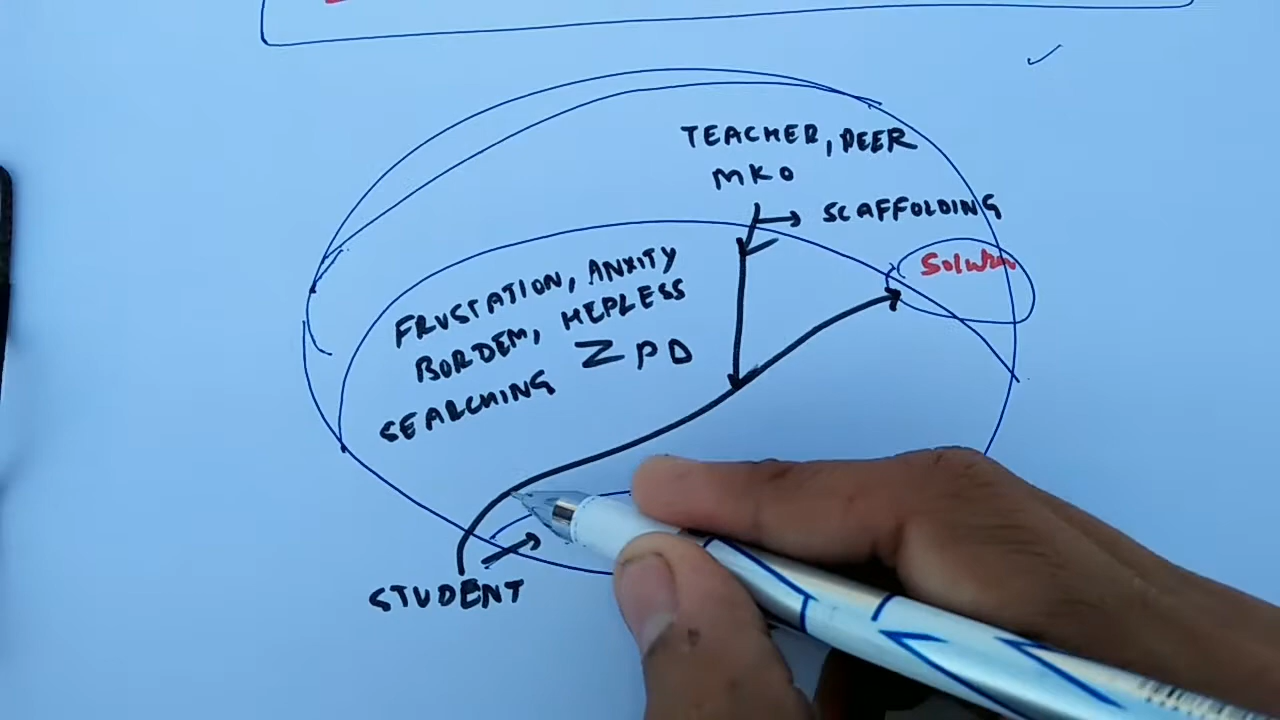 TEACHER, PEER
MKO
SCAFFOLDING
Solution
FRUSTATION, ANXITY
BORDEM, HEPLESS
SEARCHING ZPD
STUDENT